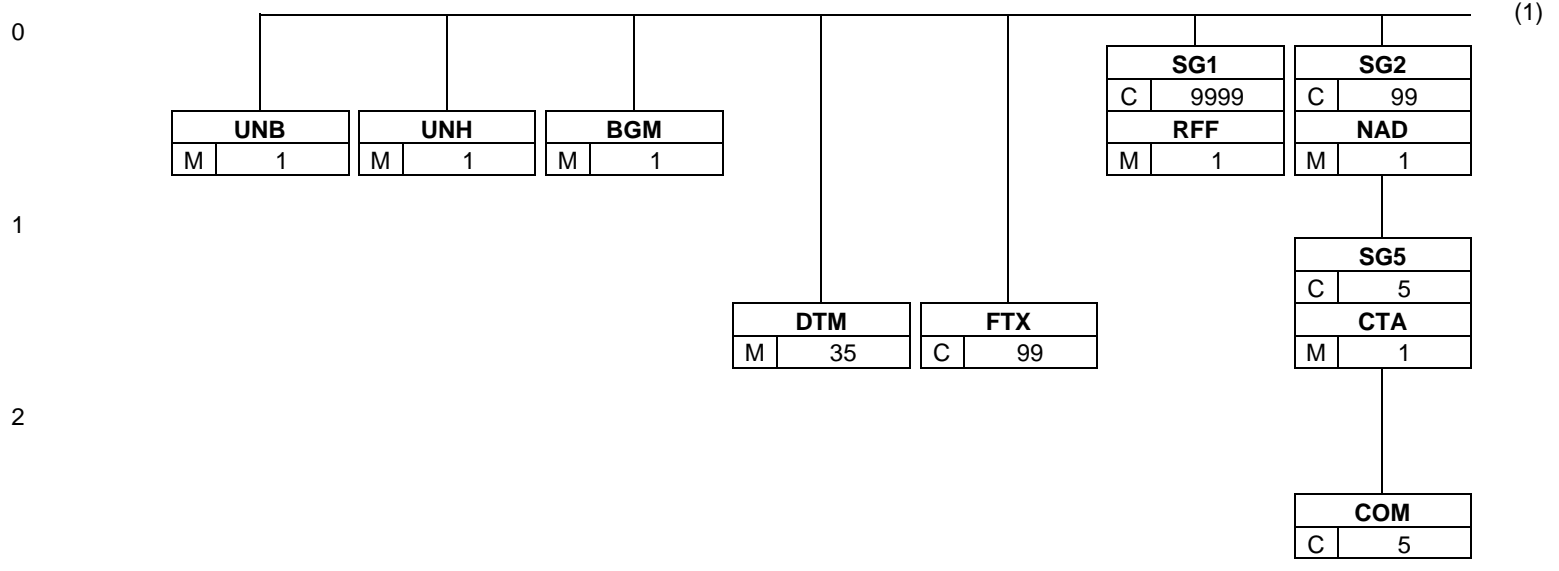 (1)
0
SG1 SG2
C 9999 C 99
UNB UNH BGM RFF NAD
M 1 M 1 M 1 M 1 M 1
1
SG5
C 5
DTM FTX CTA
M 35 C 99 M 1
2
COM
C 5